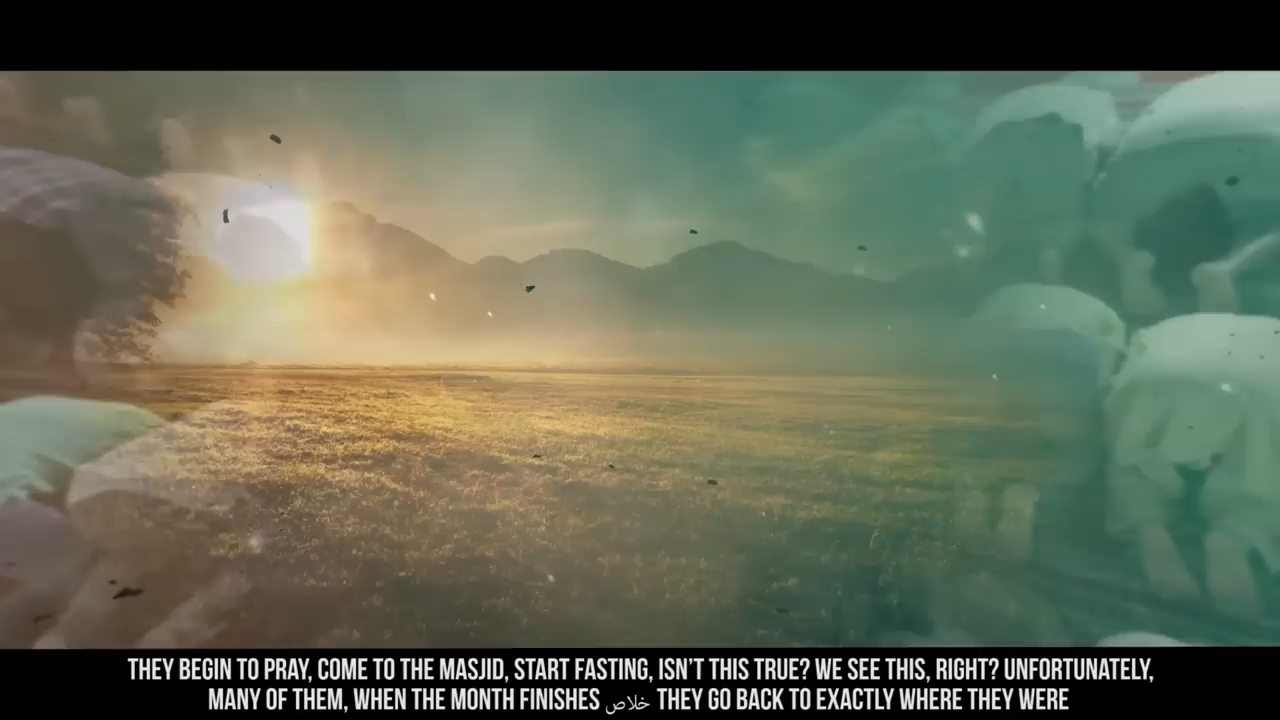 THEY BEGIN TO PRAY, COME TO THE MASJID, START FASTING, ISN'T THIS TRUE? WE SEE THIS, RIGHT? UNFORTUNATELY,
MANY OF THEM, WHEN THE MONTH FINISHES خلاص THEY GO BACK TO EXACTLY WHERE THEY WERE